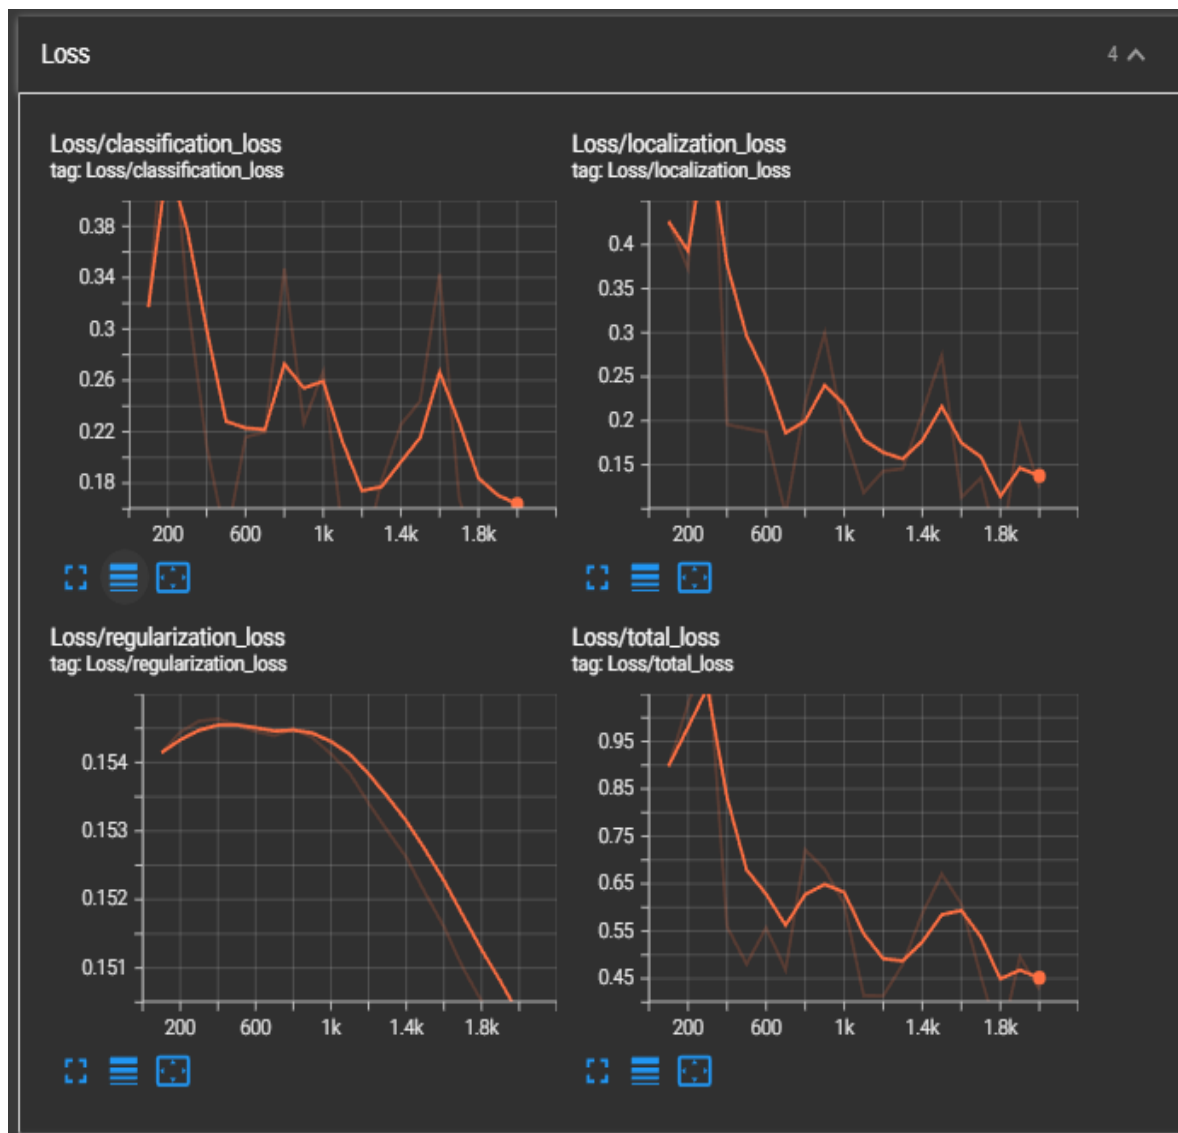 Loss
4
Loss/classification_loss
tag: Loss/classification_loss
0.38
0.34
0.3
0.26
0.22
0.18
200 600 1k 1.4k 1.8k
Loss/localization_loss
tag: Loss/localization_loss
0.4
0.35
0.3
0.25
0.2
0.15
200 600 1k 1.4k 1.8k
Loss/regularization_loss
tag: Loss/regularization_loss
0.154
0.153
0.152
0.151
200 600 1k 1.4k 1.8k
Loss/total_loss
tag: Loss/total_loss
0.95
0.85
0.75
0.65
0.55
0.45
200 600 1k 1.4k 1.8k